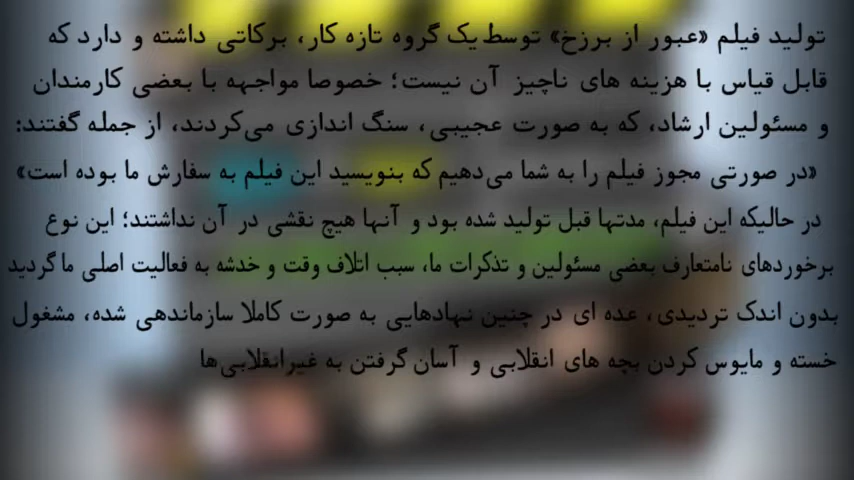 تولید فیلم «عبور از برزخ» توسط یک گروه تازه کار، برکاتی داشته و دارد که
قابل قیاس با هزینه های ناچیز آن نیست؛ خصوصا مواجهه با بعضی کارمندان
و مسئولین ارشاد، که به صورت عجیبی، سنگ اندازی می‌کردند، از جمله گفتند:
«در صورتی مجوز فیلم را به شما می‌دهیم که بنویسید این فیلم به سفارش ما بوده است»
در حالیکه این فیلم، مدتها قبل تولید شده بود و آنها هیچ نقشی در آن نداشتند؛ این نوع
برخوردهای نامتعارف بعضی مسئولین و تذکرات ما، سبب اتلاف وقت و خدشه به فعالیت اصلی ما گردید
بدون اندک تردیدی، عده ای در چنین نهادهایی به صورت کاملا سازماندهی شده، مشغول
خسته و مایوس کردن بچه های انقلابی و آسان گرفتن به غیرانقلابی‌ها